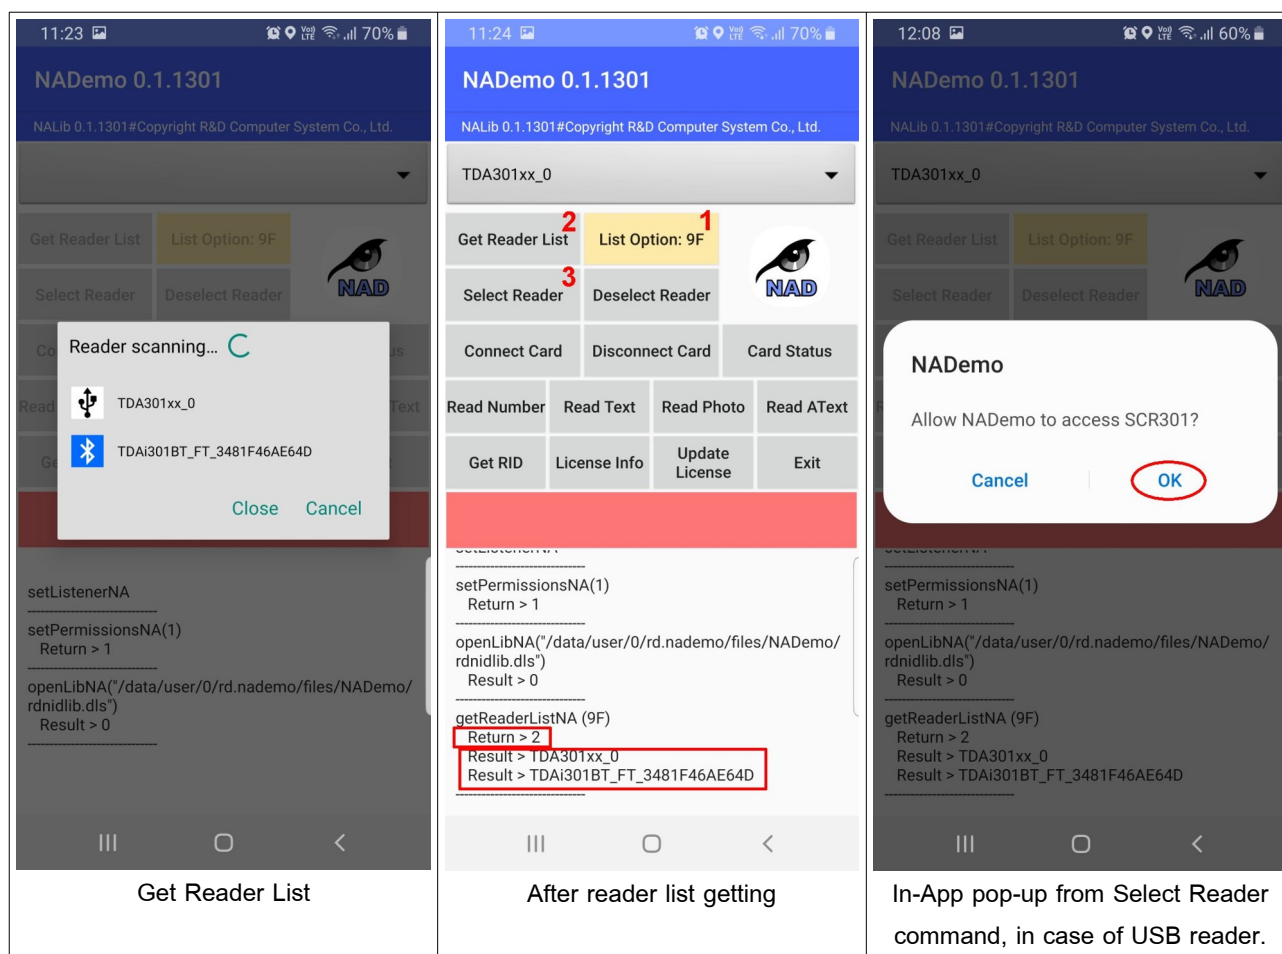 11:23
70%
NADemo 0.1.1301
NALib 0.1.1301#Copyright R&D Computer System Co., Ltd.
Get Reader List
List Option: 9F
Select Reader
Deselect Reader
NAD
Reader scanning...
TDA301xx_0
TDAi301BT_FT_3481F46AE64D
Close
Cancel
Read
Text
setListenerNA
------------------------------
setPermissionsNA(1)
Return > 1
------------------------------
openLibNA("/data/user/0/rd.nademo/files/NADemo/
rdnidlib.dls")
Result > 0
------------------------------
Get Reader List
11:24
70%
NADemo 0.1.1301
NALib 0.1.1301#Copyright R&D Computer System Co., Ltd.
TDA301xx_0
Get Reader List 2
List Option: 9F 1
Select Reader 3
Deselect Reader
NAD
Connect Card
Disconnect Card
Card Status
Read Number
Read Text
Read Photo
Read AText
Get RID
License Info
Update
License
Exit
setListenerNA
------------------------------
setPermissionsNA(1)
Return > 1
------------------------------
openLibNA("/data/user/0/rd.nademo/files/NADemo/
rdnidlib.dls")
Result > 0
------------------------------
getReaderListNA (9F)
Return > 2
Result > TDA301xx_0
Result > TDAi301BT_FT_3481F46AE64D
------------------------------
After reader list getting
12:08
60%
NADemo 0.1.1301
NALib 0.1.1301#Copyright R&D Computer System Co., Ltd.
TDA301xx_0
Get Reader List
List Option: 9F
Select Reader
Deselect Reader
NAD
NADemo
Allow NADemo to access SCR301?
Cancel
OK
setListenerNA
------------------------------
setPermissionsNA(1)
Return > 1
------------------------------
openLibNA("/data/user/0/rd.nademo/files/NADemo/
rdnidlib.dls")
Result > 0
------------------------------
getReaderListNA (9F)
Return > 2
Result > TDA301xx_0
Result > TDAi301BT_FT_3481F46AE64D
------------------------------
In-App pop-up from Select Reader
command, in case of USB reader.